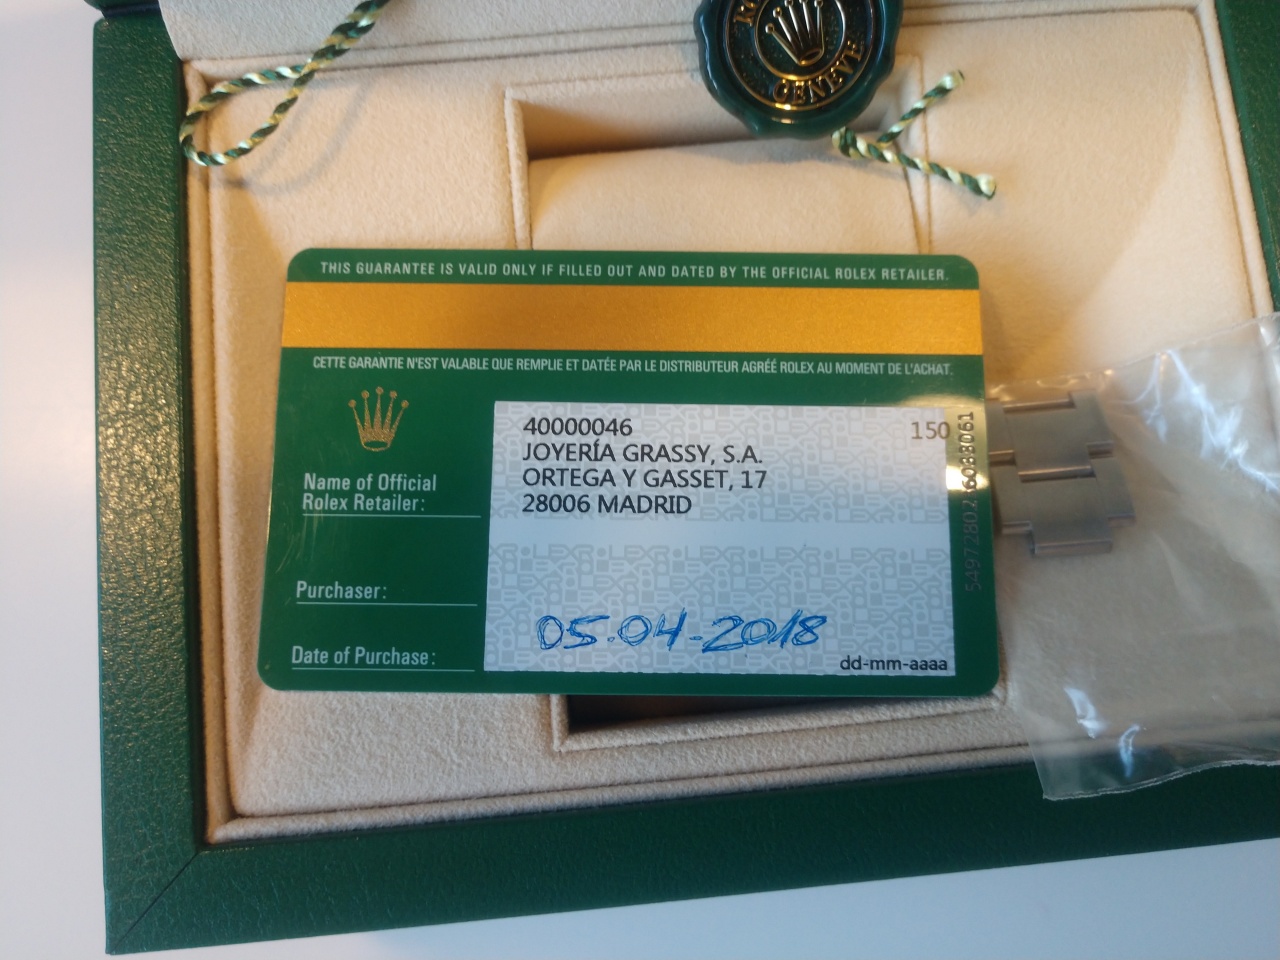 GENEVE
THIS GUARANTEE IS VALID ONLY IF FILLED OUT AND DATED BY THE OFFICIAL ROLEX RETAILER.
CETTE GARANTIE N'EST VALABLE QUE REMPLIE ET DATÉE PAR LE DISTRIBUTEUR AGRÉÉ ROLEX AU MOMENT DE L'ACHAT.
40000046 150
JOYERÍA GRASSY, S.A.
ORTEGA Y GASSET, 17
28006 MADRID
Name of Official
Rolex Retailer:
Purchaser:
05.04-2018
Date of Purchase:
dd-mm-aaaa